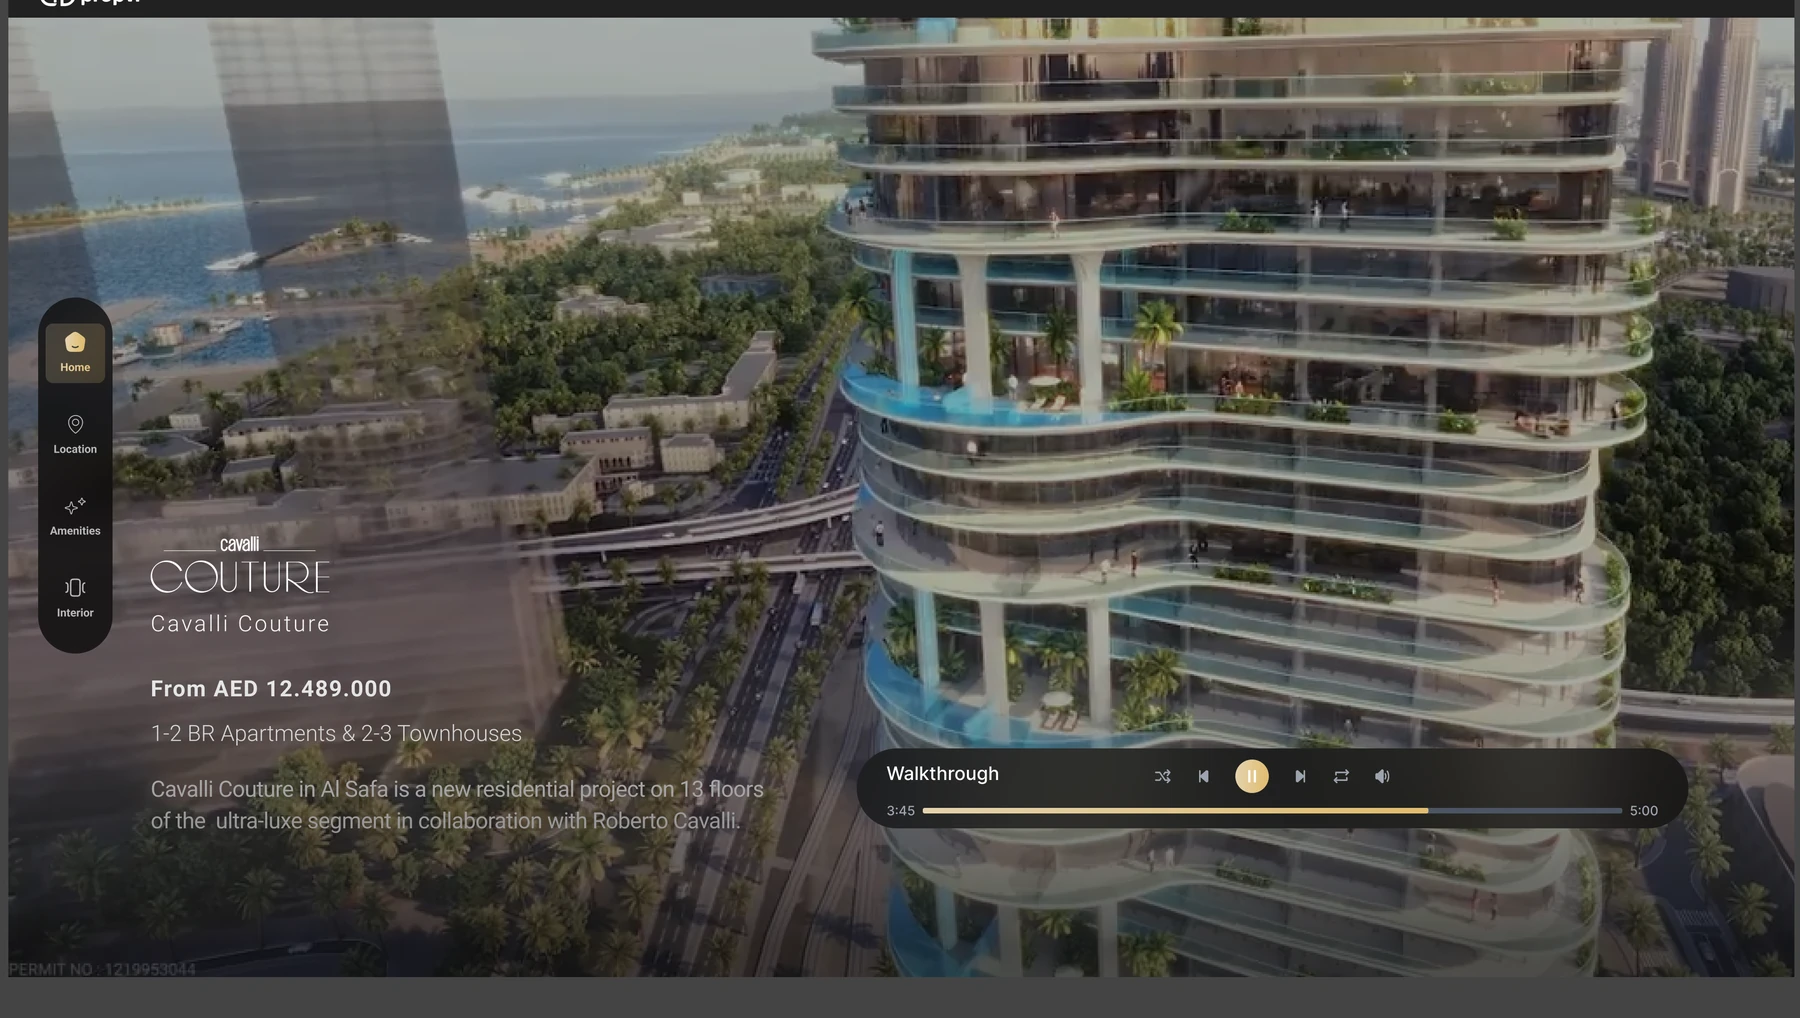 Home
Location
Amenities
Interior
cavalli
COUTURE
Cavalli Couture
From AED 12.489.000
1-2 BR Apartments & 2-3 Townhouses
Cavalli Couture in Al Safa is a new residential project on 13 floors
of the ultra-luxe segment in collaboration with Roberto Cavalli.
Walkthrough
3:45
5:00
PERMIT NO : 1219953044